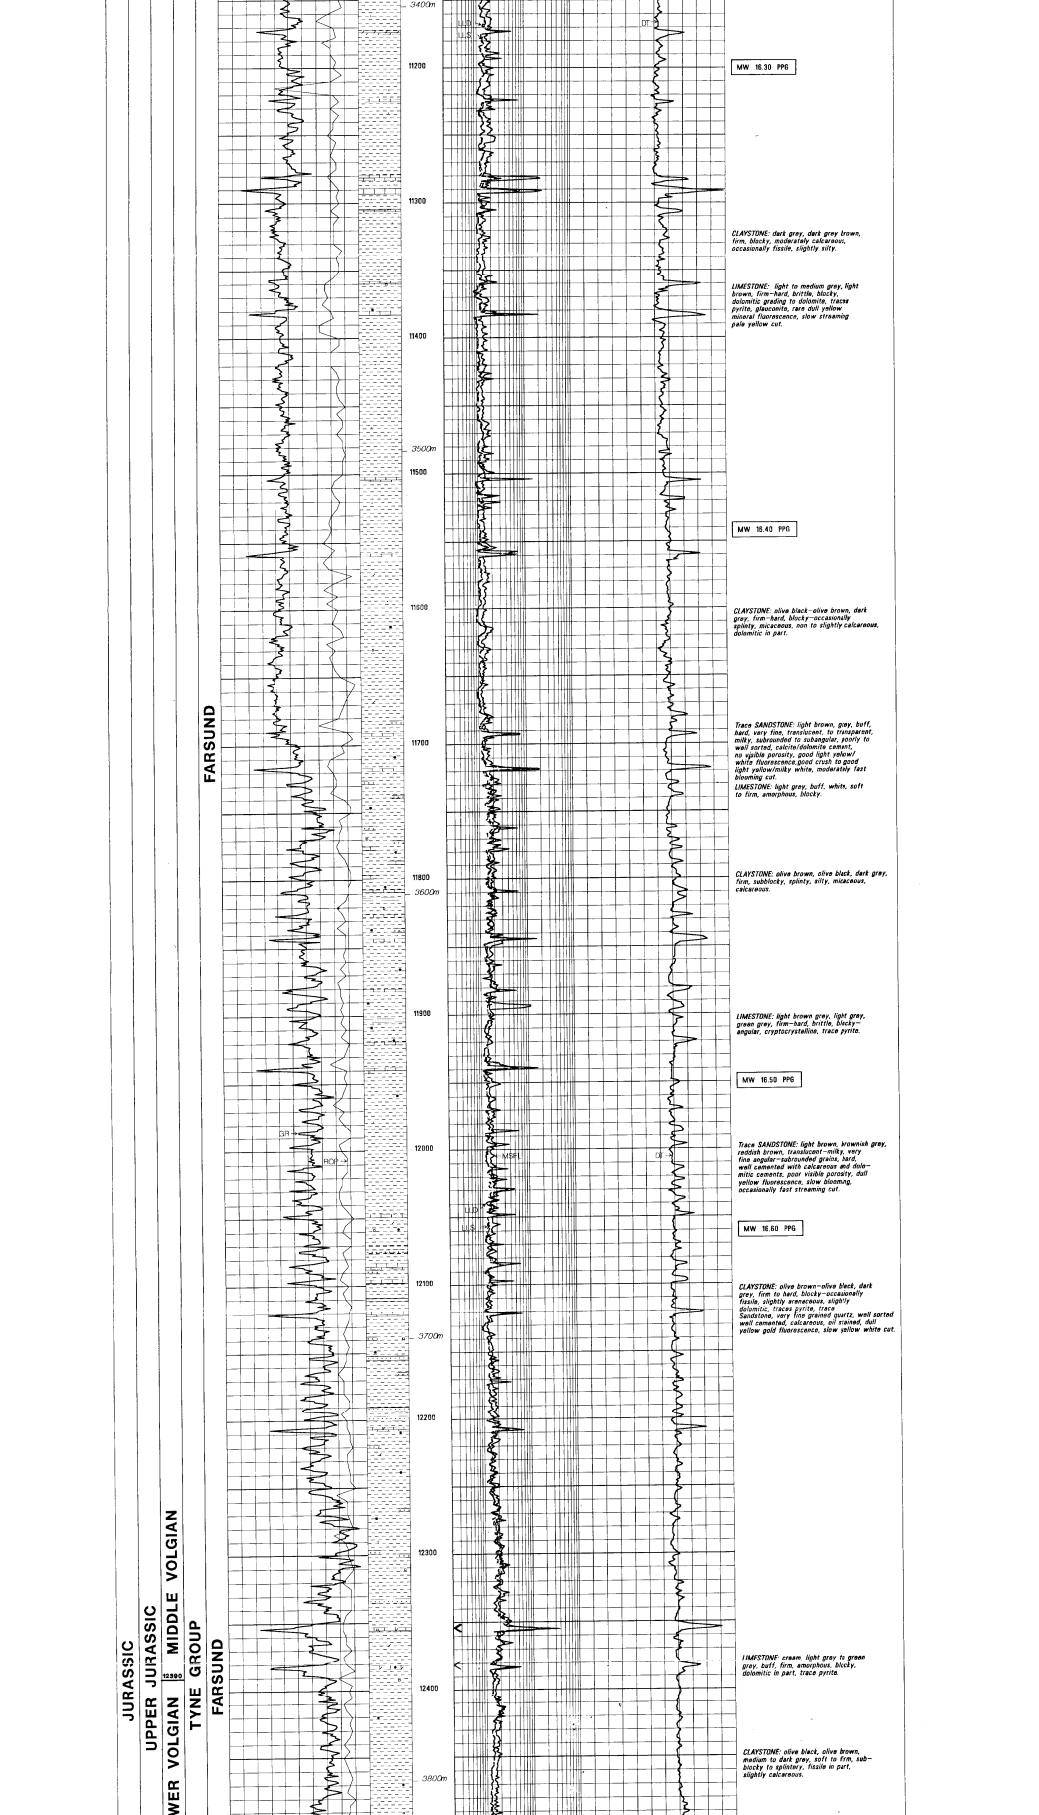 3400m
LLD
LLS
DT
11200
MW 16.30 PPG
11300
CLAYSTONE: dark grey, dark grey brown,
firm, blocky, moderately calcareous,
occasionally fissile, slightly silty.
LIMESTONE: light to medium grey, light
brown, firm-hard, brittle, blocky,
dolomitic grading to dolomite, traces
pyrite, glauconite, rare dull yellow
mineral fluorescence, slow streaming
pale yellow cut.
11400
3500m
11500
MW 16.40 PPG
11600
CLAYSTONE: olive black-olive brown, dark
grey, firm-hard, blocky-occasionally
splinty, micaceous, non to slightly calcareous,
dolomitic in part.
FARSUND
11700
Trace SANDSTONE: light brown, grey, buff,
hard, very fine, translucent, to transparent,
milky, subrounded to subangular, poorly to
well sorted, calcite/dolomite cement,
no visible porosity, good light yellow/
white fluorescence,good crush to good
light yellow/milky white, moderately fast
blooming cut.
LIMESTONE: light grey, buff, white, soft
to firm, amorphous, blocky.
11800
3600m
CLAYSTONE: olive brown, olive black, dark grey,
firm, subblocky, splinty, silty, micaceous,
calcareous.
11900
LIMESTONE: light brown grey, light grey,
green grey, firm-hard, brittle, blocky-
angular, cryptocrystalline, trace pyrite.
MW 16.50 PPG
GR
ROP
12000
MSFL
DT
Trace SANDSTONE: light brown, brownish grey,
reddish brown, translucent-milky, very
fine angular-subrounded grains, hard,
well cemented with calcareous and dolo-
mitic cements, poor visible porosity, dull
yellow fluorescence, slow blooming,
occasionally fast streaming cut.
LLD
LLS
MW 16.60 PPG
12100
CLAYSTONE: olive brown-olive black, dark
grey, firm to hard, blocky-occasionally
fissile, slightly arenaceous, slightly
dolomitic, traces pyrite, trace
Sandstone, very fine grained quartz, well sorted
well cemented, calcareous, oil stained, dull
yellow gold fluorescence, slow yellow white cut.
3700m
12200
12300
JURASSIC
UPPER JURASSIC
MIDDLE VOLGIAN
12390
WER VOLGIAN
TYNE GROUP
FARSUND
LIMESTONE: cream, light grey to green
grey, buff, firm, amorphous, blocky,
dolomitic in part, trace pyrite.
12400
CLAYSTONE: olive black, olive brown,
medium to dark grey, soft to firm, sub-
blocky to splintery, fissile in part,
slightly calcareous.
3800m